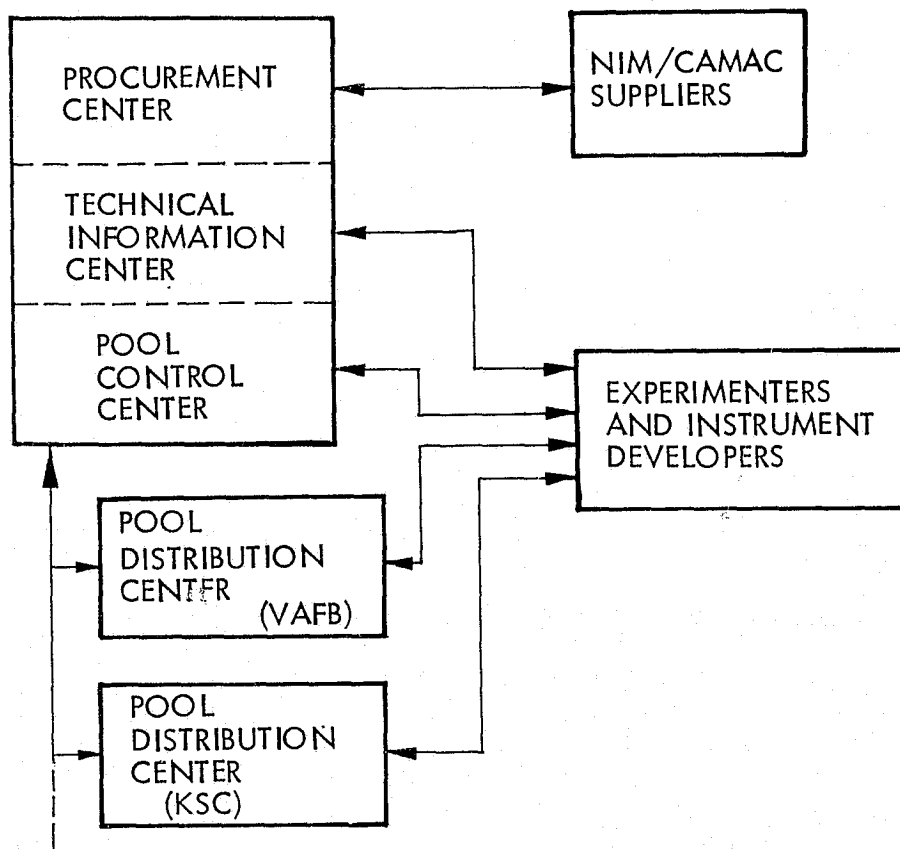 PROCUREMENT
CENTER
NIM/CAMAC
SUPPLIERS
TECHNICAL
INFORMATION
CENTER
POOL
CONTROL
CENTER
EXPERIMENTERS
AND INSTRUMENT
DEVELOPERS
POOL
DISTRIBUTION
CENTER
(VAFB)
POOL
DISTRIBUTION
CENTER
(KSC)